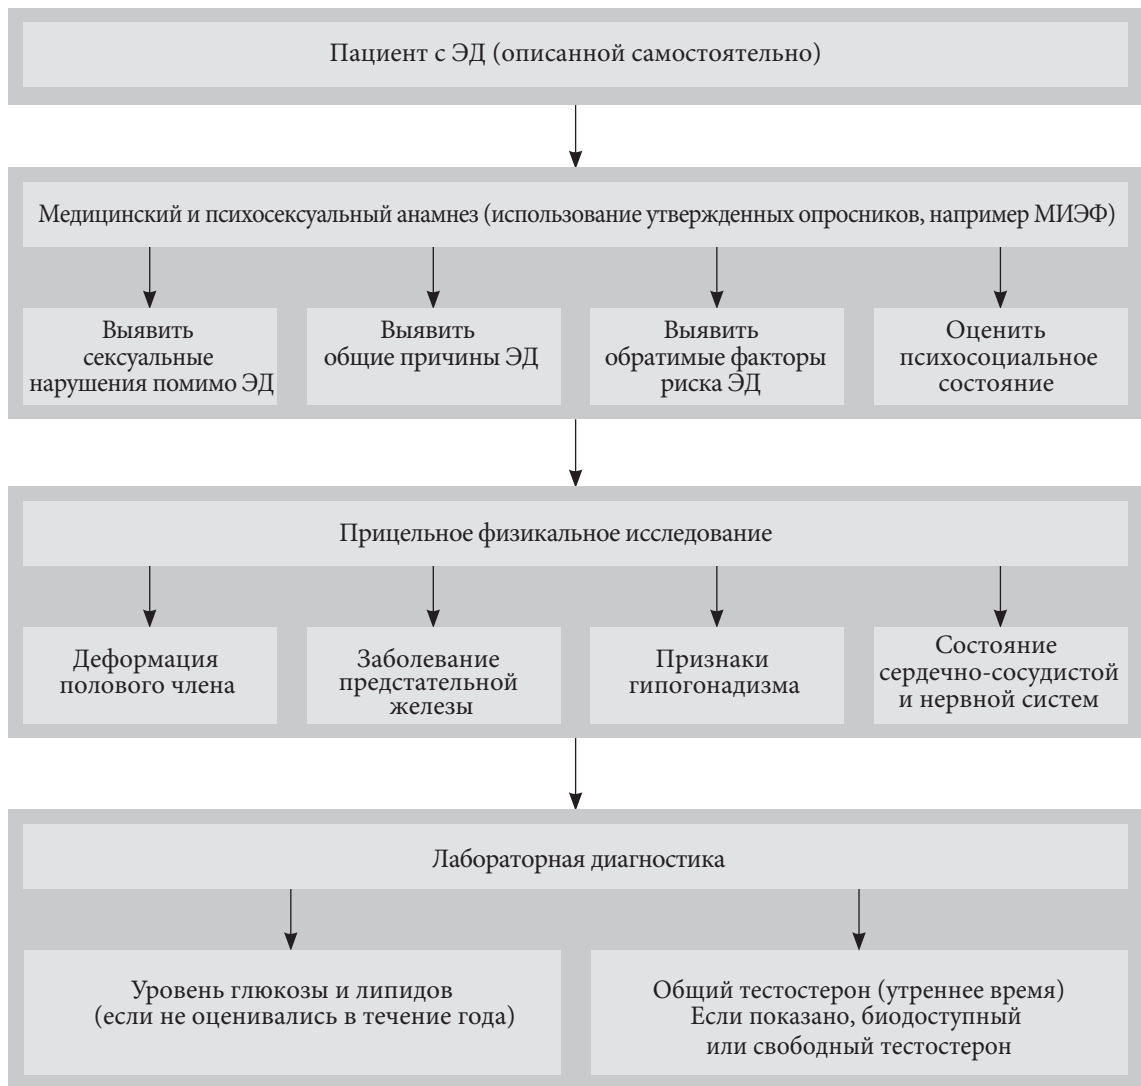 Пациент с ЭД (описанной самостоятельно)
Медицинский и психосексуальный анамнез (использование утвержденных опросников, например МИЭФ)
Выявить
сексуальные
нарушения помимо ЭД
Выявить
общие причины ЭД
Выявить
обратимые факторы
риска ЭД
Оценить
психосоциальное
состояние
Прицельное физикальное исследование
Деформация
полового члена
Заболевание
предстательной
железы
Признаки
гипогонадизма
Состояние
сердечно-сосудистой
и нервной систем
Лабораторная диагностика
Уровень глюкозы и липидов
(если не оценивались в течение года)
Общий тестостерон (утреннее время)
Если показано, биодоступный
или свободный тестостерон